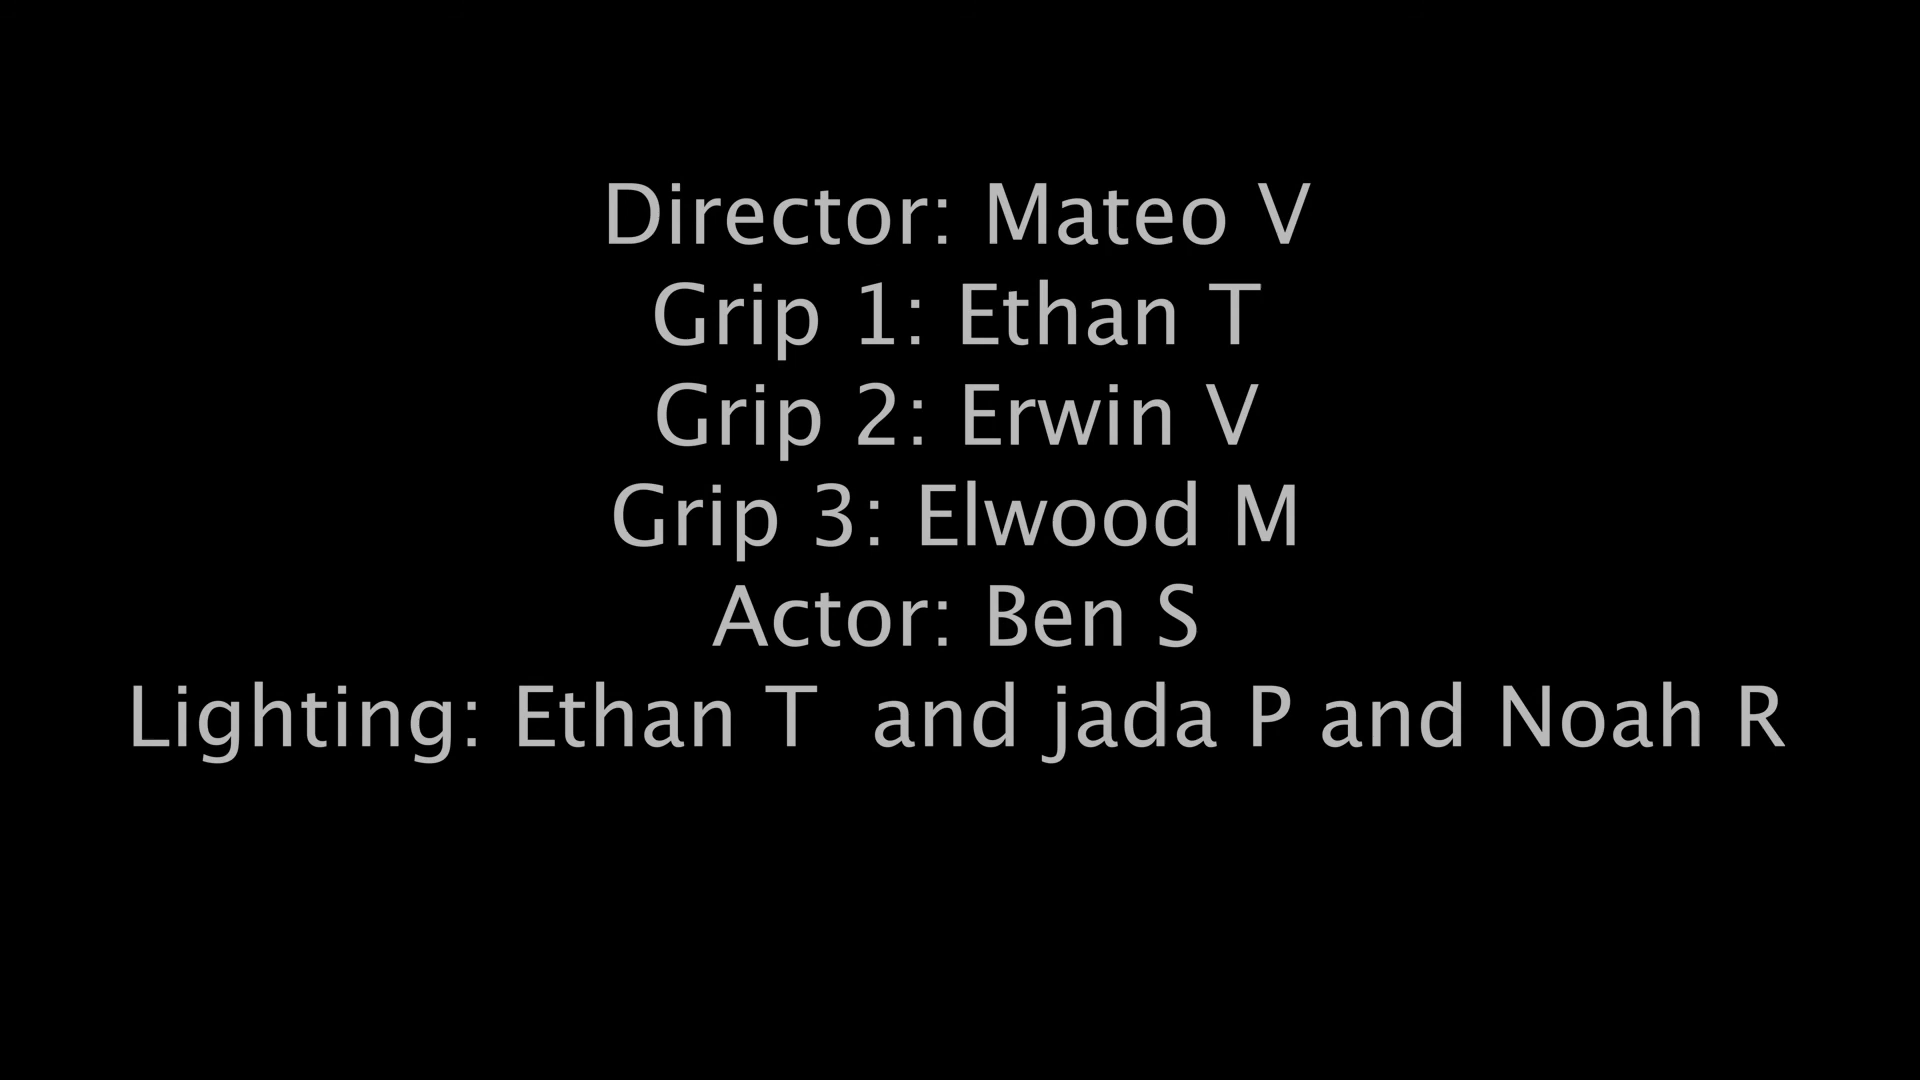 Director: Mateo V
Grip 1: Ethan T
Grip 2: Erwin V
Grip 3: Elwood M
Actor: Ben S
Lighting: Ethan T  and jada P and Noah R